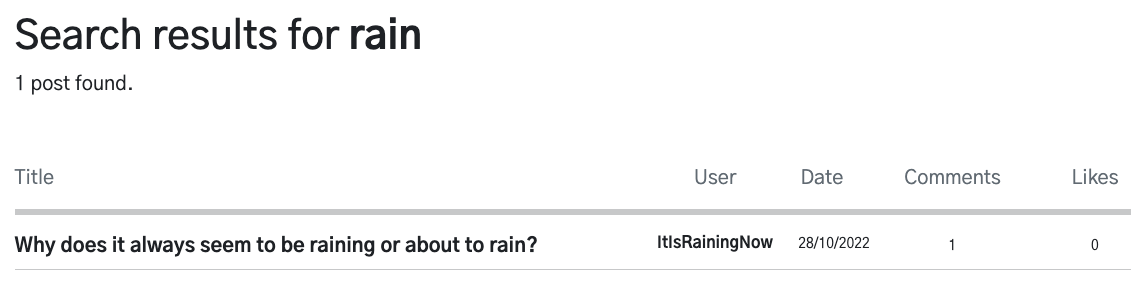 Search results for rain
1 post found.
Title User Date Comments Likes
Why does it always seem to be raining or about to rain? ItIsRainingNow 28/10/2022 1 0